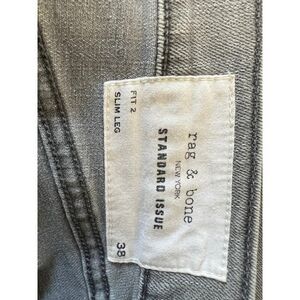 rag & bone
NEW YORK
STANDARD ISSUE
FIT 2
SLIM LEG
38